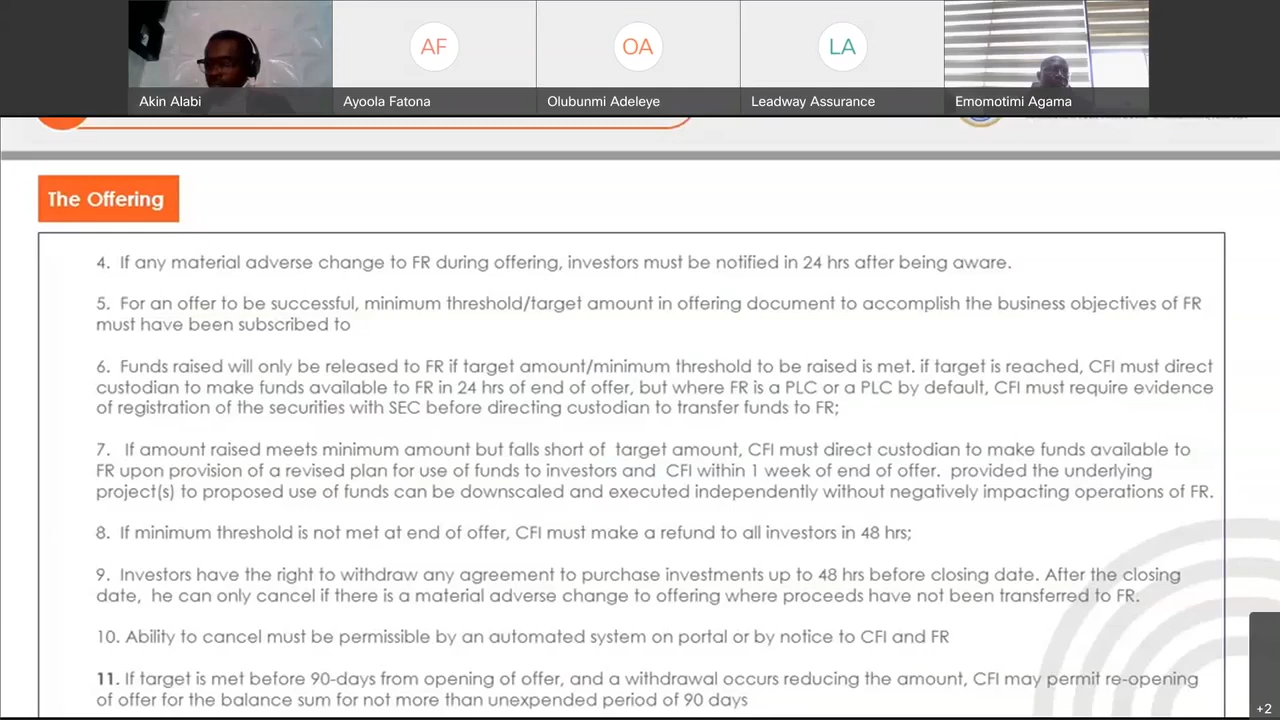 AF
OA
LA
Akin Alabi
Ayoola Fatona
Olubunmi Adeleye
Leadway Assurance
Emomotimi Agama
The Offering
4. If any material adverse change to FR during offering, investors must be notified in 24 hrs after being aware.
5. For an offer to be successful, minimum threshold/target amount in offering document to accomplish the business objectives of FR
must have been subscribed to
6. Funds raised will only be released to FR if target amount/minimum threshold to be raised is met. if target is reached, CFI must direct
custodian to make funds available to FR in 24 hrs of end of offer, but where FR is a PLC or a PLC by default, CFI must require evidence
of registration of the securities with SEC before directing custodian to transfer funds to FR;
7. If amount raised meets minimum amount but falls short of target amount, CFI must direct custodian to make funds available to
FR upon provision of a revised plan for use of funds to investors and CFI within 1 week of end of offer. provided the underlying
project(s) to proposed use of funds can be downscaled and executed independently without negatively impacting operations of FR.
8. If minimum threshold is not met at end of offer, CFI must make a refund to all investors in 48 hrs;
9. Investors have the right to withdraw any agreement to purchase investments up to 48 hrs before closing date. After the closing
date, he can only cancel if there is a material adverse change to offering where proceeds have not been transferred to FR.
10. Ability to cancel must be permissible by an automated system on portal or by notice to CFI and FR
11. If target is met before 90-days from opening of offer, and a withdrawal occurs reducing the amount, CFI may permit re-opening
of offer for the balance sum for not more than unexpended period of 90 days
+2